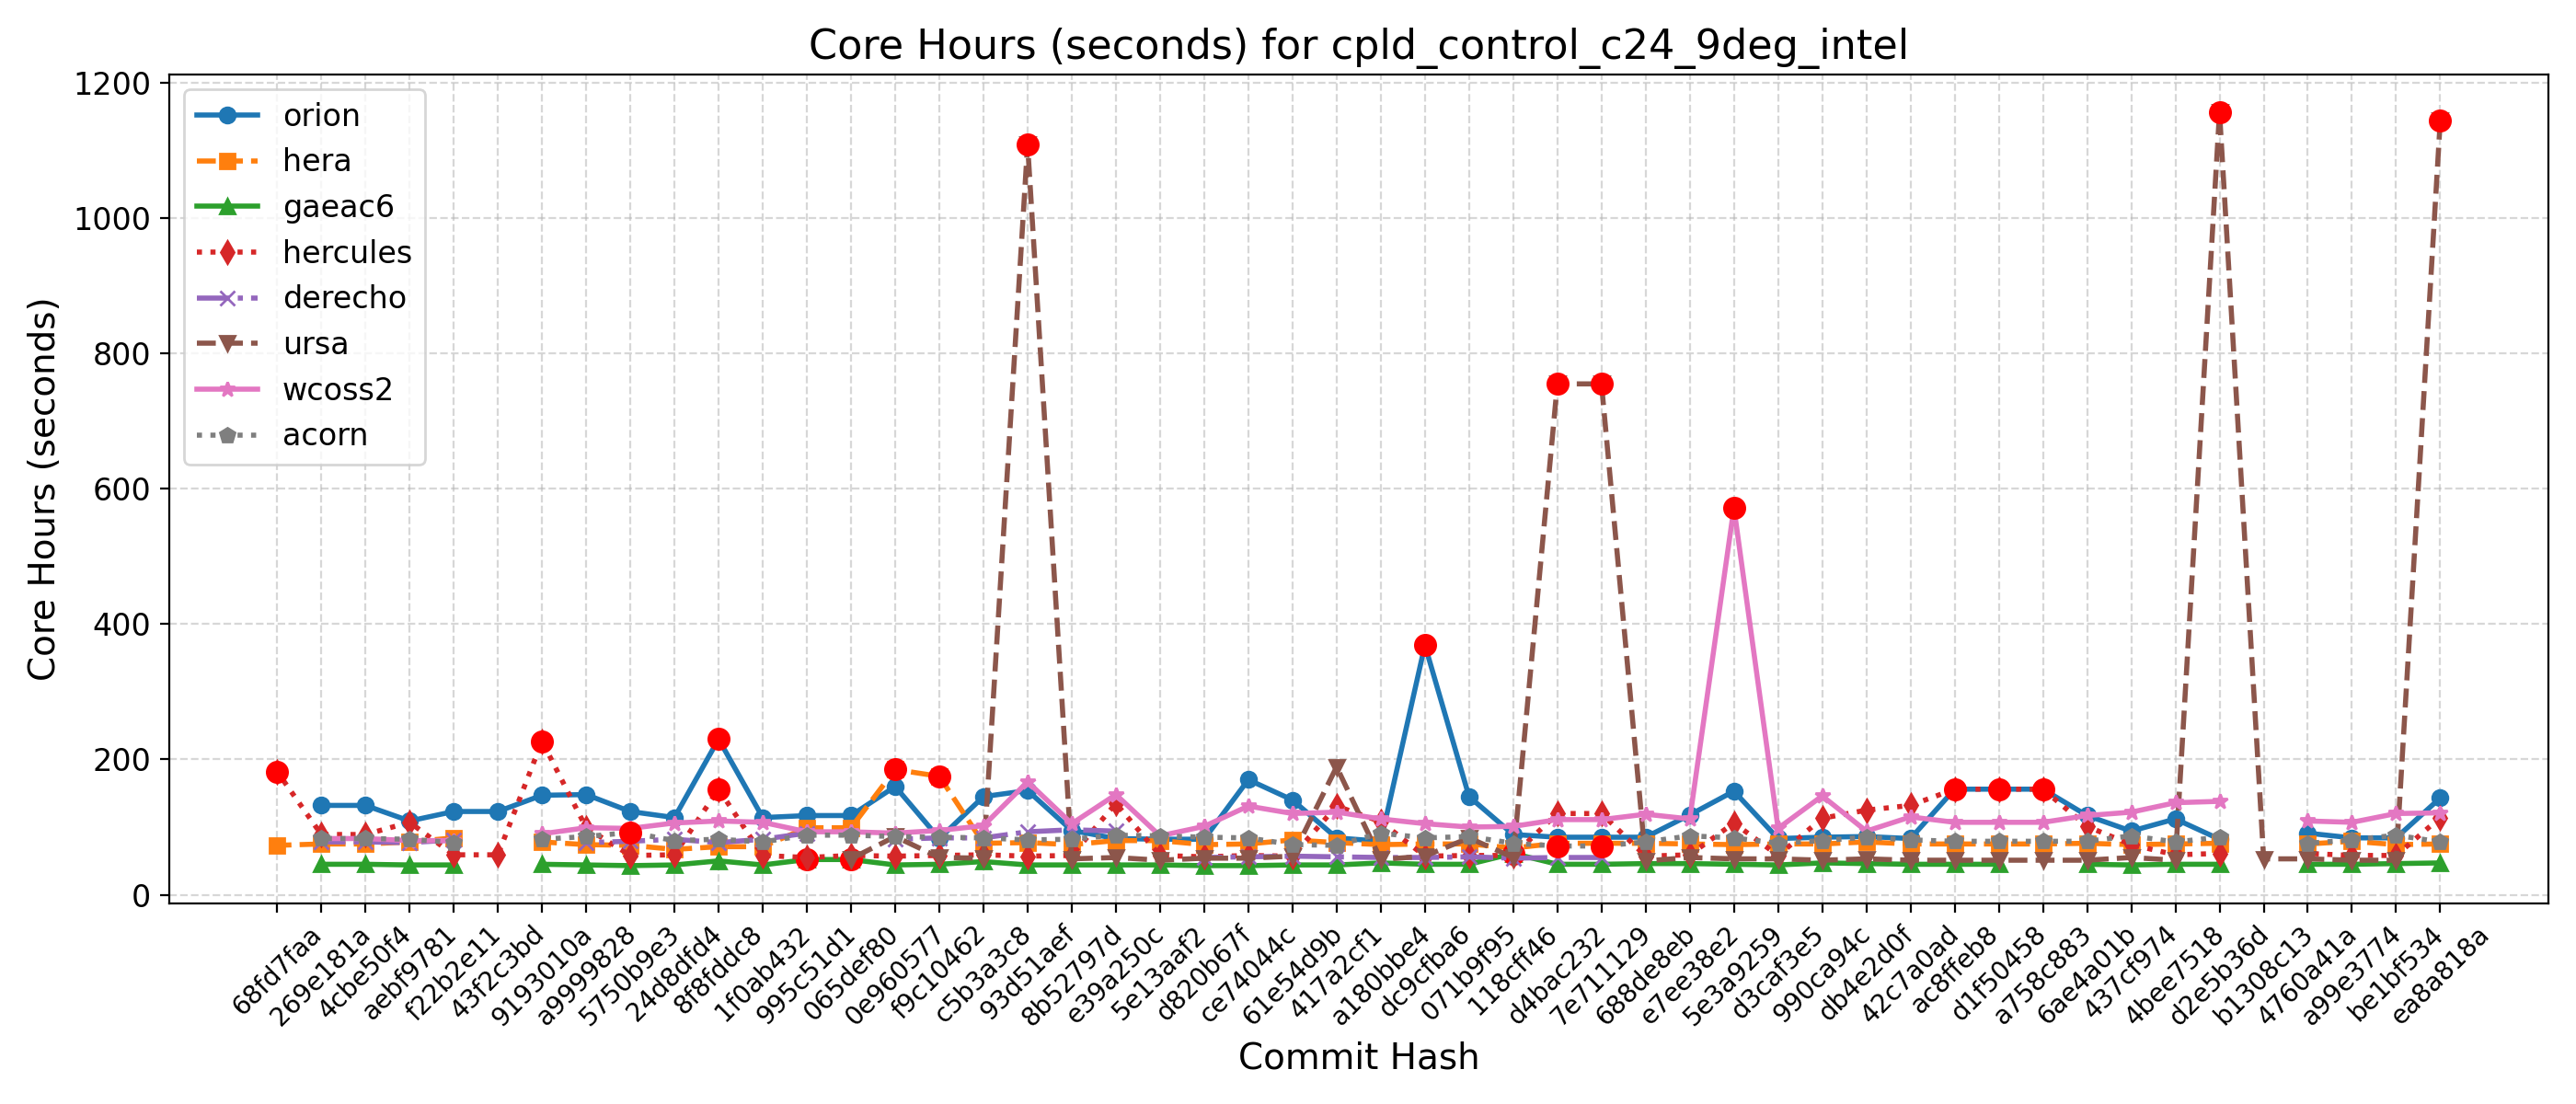 Core Hours (seconds) for cpld_control_c24_9deg_intel
Core Hours (seconds)
1200
1000
800
600
400
200
0
orion
hera
gaeac6
hercules
derecho
ursa
wcoss2
acorn
68fd7faa
269e181a
4cbe50f4
aebf9781
f22b2e11
43f2c3bd
9193010a
a9999828
5750b9e3
24d8dfd4
8f8fddc8
1f0ab432
995c51d1
065def80
0e960577
f9c10462
c5b3a3c8
93d51aef
8b52797d
e39a250c
5e13aaf2
d820b67f
ce74044c
61e54d9b
417a2cf1
a180bbe4
dc9cfba6
071b9f95
118cff46
d4bac232
7e711129
688de8eb
e7ee38e2
5e3a9259
d3caf3e5
990ca94c
db4e2d0f
42c7a0ad
ac8ffeb8
d1f50458
a758c883
6ae4a01b
437cf974
4bee7518
d2e5b36d
b1308c13
4760a41a
a99e3774
be1bf534
ea8a818a
Commit Hash